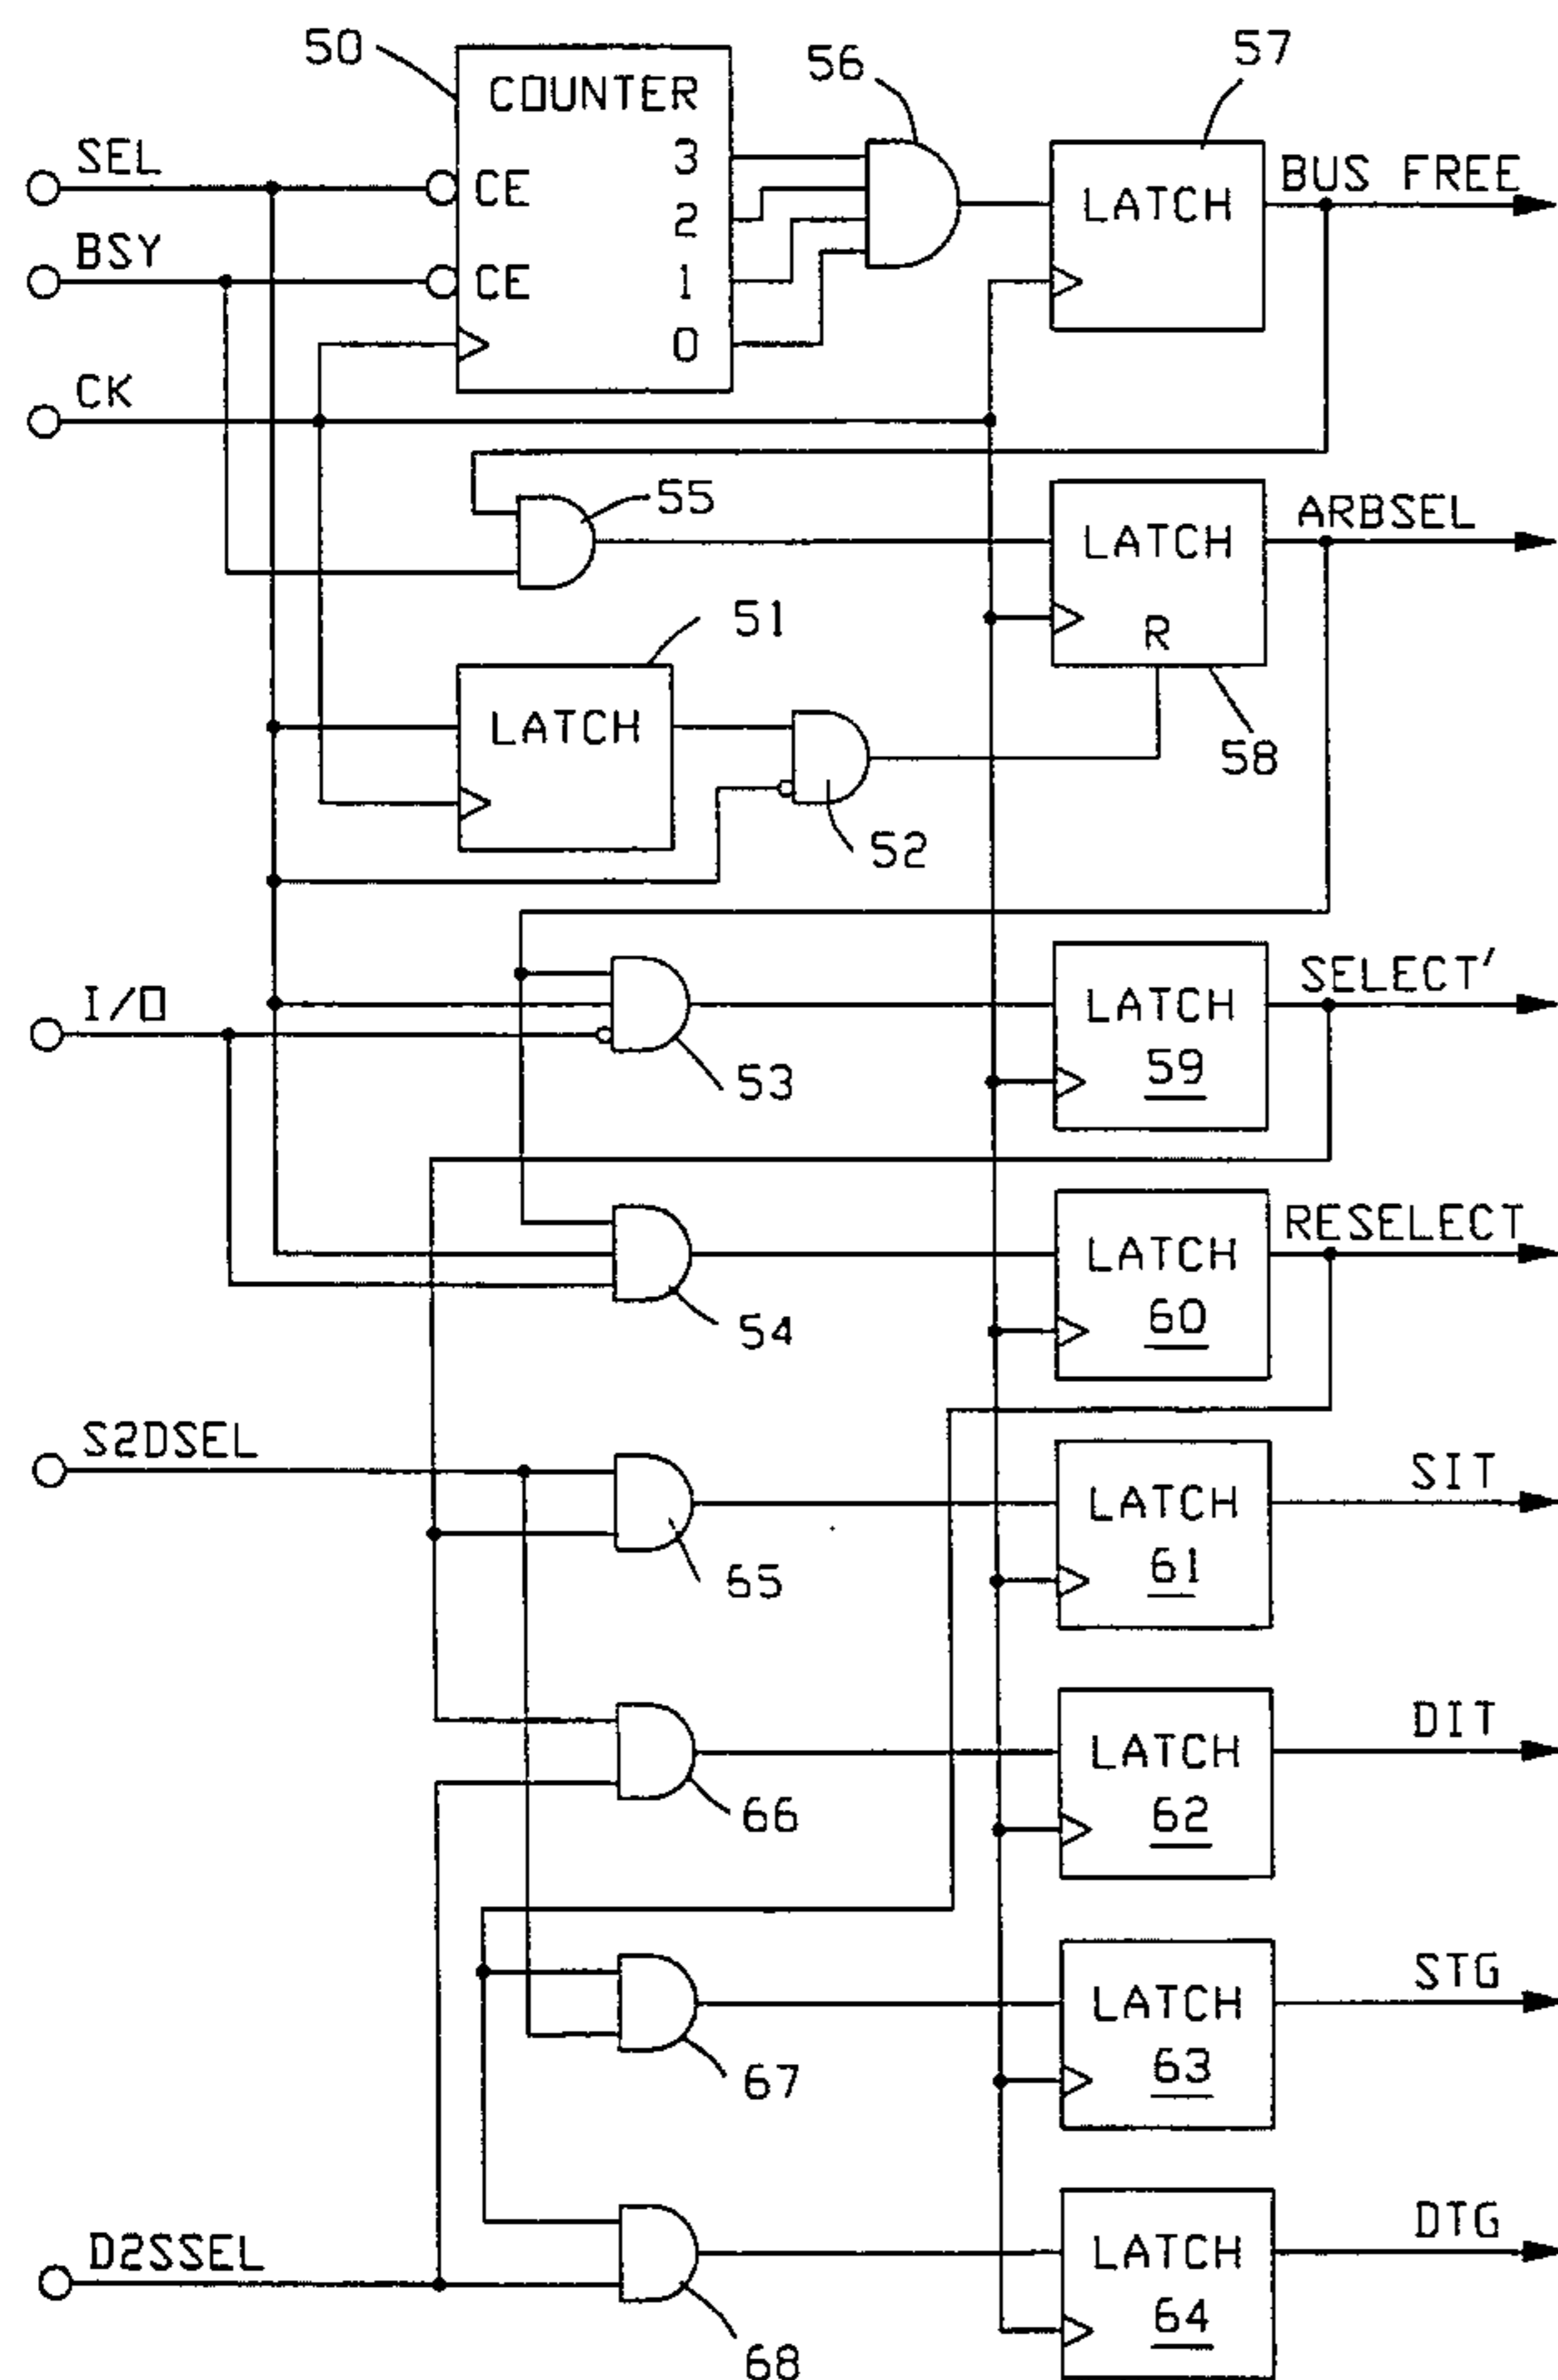 50
COUNTER
56
57
SEL
CE
3
BUS FREE
LATCH
2
BSY
CE
1
0
CK
55
ARBSEL
LATCH
51
R
LATCH
58
52
I/O
SELECT'
LATCH
53
59
RESELECT
LATCH
54
60
S2DSEL
SIT
LATCH
65
61
DIT
LATCH
66
62
STG
LATCH
67
63
D2SSEL
DTG
LATCH
64
68